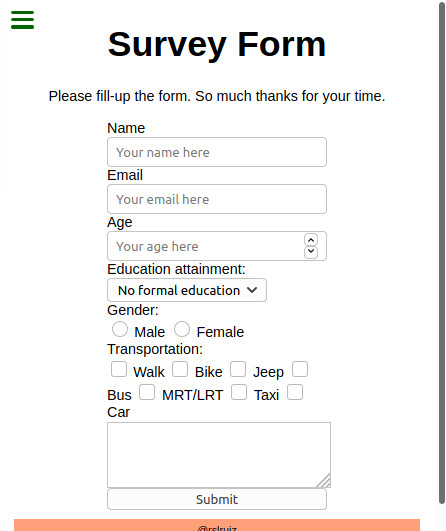 Survey Form
Please fill-up the form. So much thanks for your time.
Name
Your name here
Email
Your email here
Age
Your age here
Education attainment:
No formal education
Gender:
Male Female
Transportation:
Walk Bike Jeep
Bus MRT/LRT Taxi
Car
Submit
@rslruiz